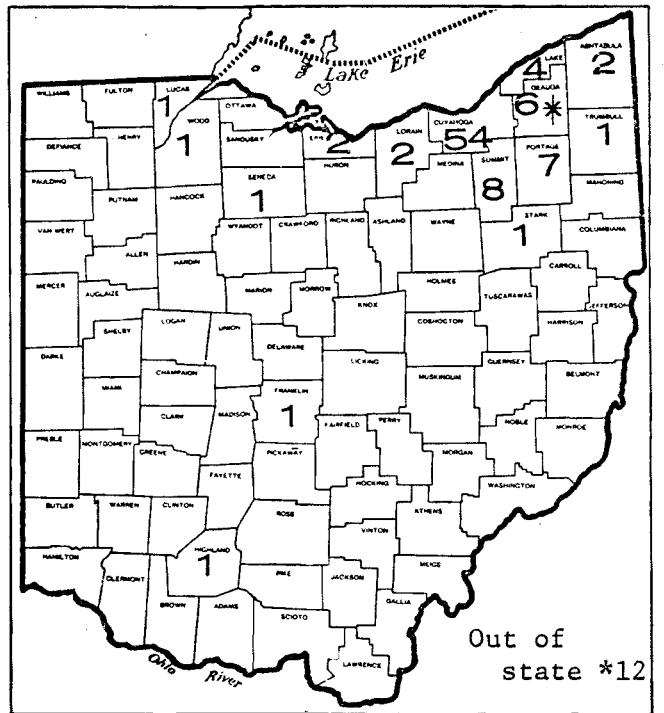 Lake Erie
LAKE
4
ASHTABULA
2
WILLIAMS
FULTON
LUCAS
1
OTTAWA
GEAUGA
6 *
WOOD
1
SANDUSKY
2
LORAIN
2
CUYAHOGA
54
TRUMBULL
1
DEFIANCE
HENRY
SENECA
1
HURON
MEDINA
SUMMIT
8
PORTAGE
7
MAHONING
PAULDING
PUTNAM
HANCOCK
STARK
1
COLUMBIANA
VAN WERT
ALLEN
WYANDOT
CRAWFORD
RICHLAND
ASHLAND
WAYNE
CARROLL
MERCER
AUGLAIZE
HARDIN
MARION
MORROW
HOLMES
TUSCARAWAS
JEFFERSON
LOGAN
UNION
KNOX
COSHOCTON
HARRISON
SHELBY
DELAWARE
DARKE
CHAMPAIGN
LICKING
MUSKINGUM
GUERNSEY
BELMONT
MIAMI
FRANKLIN
1
CLARK
MADISON
FAIRFIELD
PERRY
NOBLE
MONROE
PREBLE
MONTGOMERY
GREENE
PICKAWAY
MORGAN
FAYETTE
HOCKING
WASHINGTON
BUTLER
WARREN
CLINTON
ROSS
ATHENS
VINTON
HAMILTON
HIGHLAND
1
MEIGS
CLERMONT
PIKE
JACKSON
BROWN
ADAMS
SCIOTO
GALLIA
LAWRENCE
Ohio River
Out of
state *12